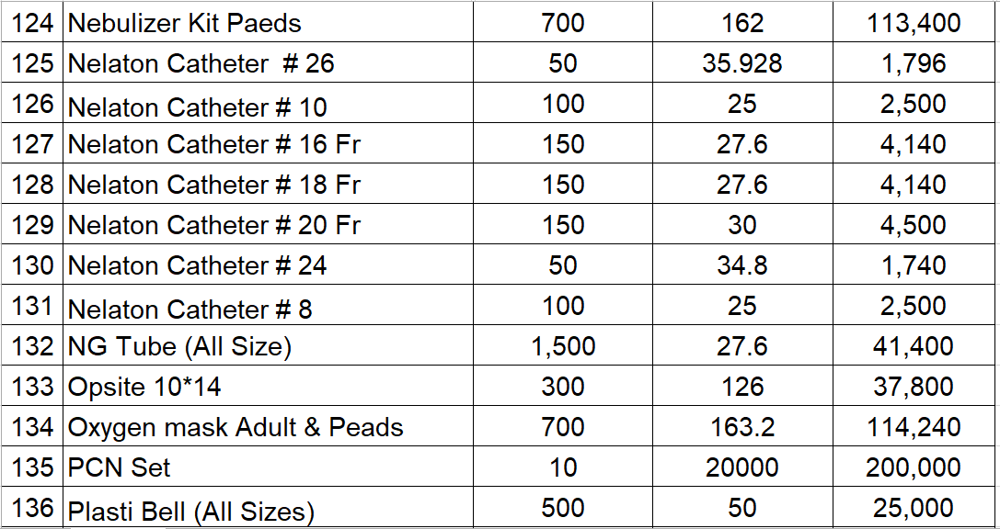 124 Nebulizer Kit Paeds 700 162 113,400
125 Nelaton Catheter # 26 50 35.928 1,796
126 Nelaton Catheter # 10 100 25 2,500
127 Nelaton Catheter # 16 Fr 150 27.6 4,140
128 Nelaton Catheter # 18 Fr 150 27.6 4,140
129 Nelaton Catheter # 20 Fr 150 30 4,500
130 Nelaton Catheter # 24 50 34.8 1,740
131 Nelaton Catheter # 8 100 25 2,500
132 NG Tube (All Size) 1,500 27.6 41,400
133 Opsite 10*14 300 126 37,800
134 Oxygen mask Adult & Peads 700 163.2 114,240
135 PCN Set 10 20000 200,000
136 Plasti Bell (All Sizes) 500 50 25,000